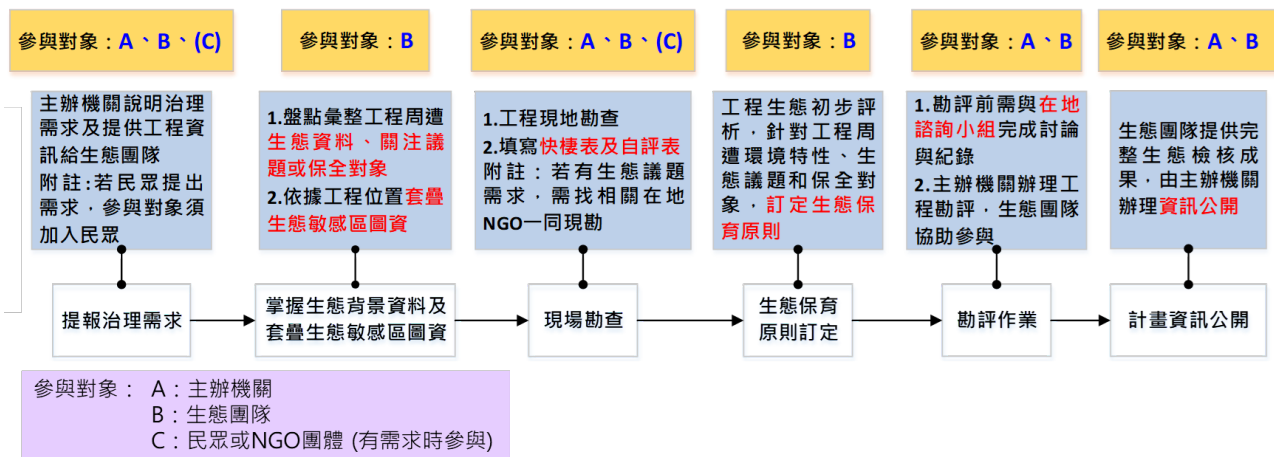 參與對象：A、B、(C)
參與對象：B
參與對象：A、B、(C)
參與對象：B
參與對象：A、B
參與對象：A、B
主辦機關說明治理
需求及提供工程資
訊給生態團隊
附註:若民眾提出
需求，參與對象須
加入民眾
1.盤點彙整工程周遭
生態資料、關注議
題或保全對象
2.依據工程位置套疊
生態敏感區圖資
1.工程現地勘查
2.填寫快棲表及自評表
附註：若有生態議題
需求，需找相關在地
NGO一同現勘
工程生態初步評
析，針對工程周
遭環境特性、生
態議題和保全對
象，訂定生態保
育原則
1.勘評前需與在地
諮詢小組完成討論
與紀錄
2.主辦機關辦理工
程勘評，生態團隊
協助參與
生態團隊提供完
整生態檢核成
果，由主辦機關
辦理資訊公開
提報治理需求
掌握生態背景資料及
套疊生態敏感區圖資
現場勘查
生態保育
原則訂定
勘評作業
計畫資訊公開
參與對象： A：主辦機關
B：生態團隊
C：民眾或NGO團體 (有需求時參與)